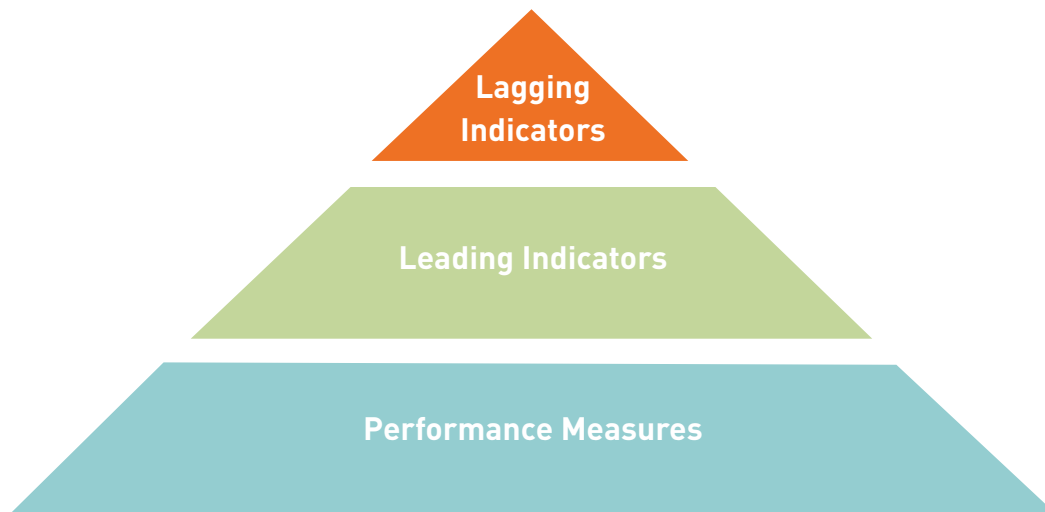 Lagging
Indicators
Leading Indicators
Performance Measures